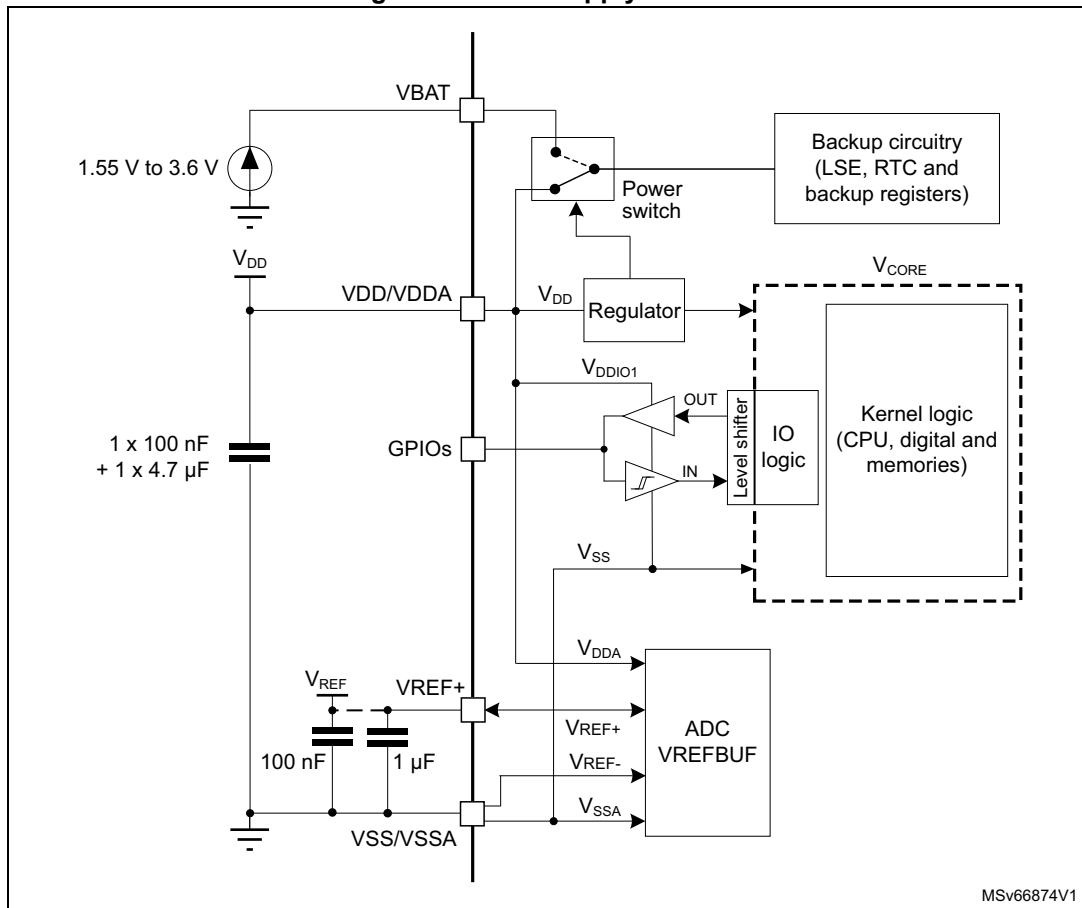 VBAT
1.55 V to 3.6 V
Power
switch
Backup circuitry
(LSE, RTC and
backup registers)
VDD
VDD/VDDA
VDD
Regulator
VCORE
VDDIO1
OUT
GPIOs
IN
Level shifter
IO
logic
Kernel logic
(CPU, digital and
memories)
1 x 100 nF
+ 1 x 4.7 µF
VSS
VDDA
VREF
VREF+
VREF+
100 nF
1 µF
VREF-
ADC
VREFBUF
VSSA
VSS/VSSA
MSv66874V1